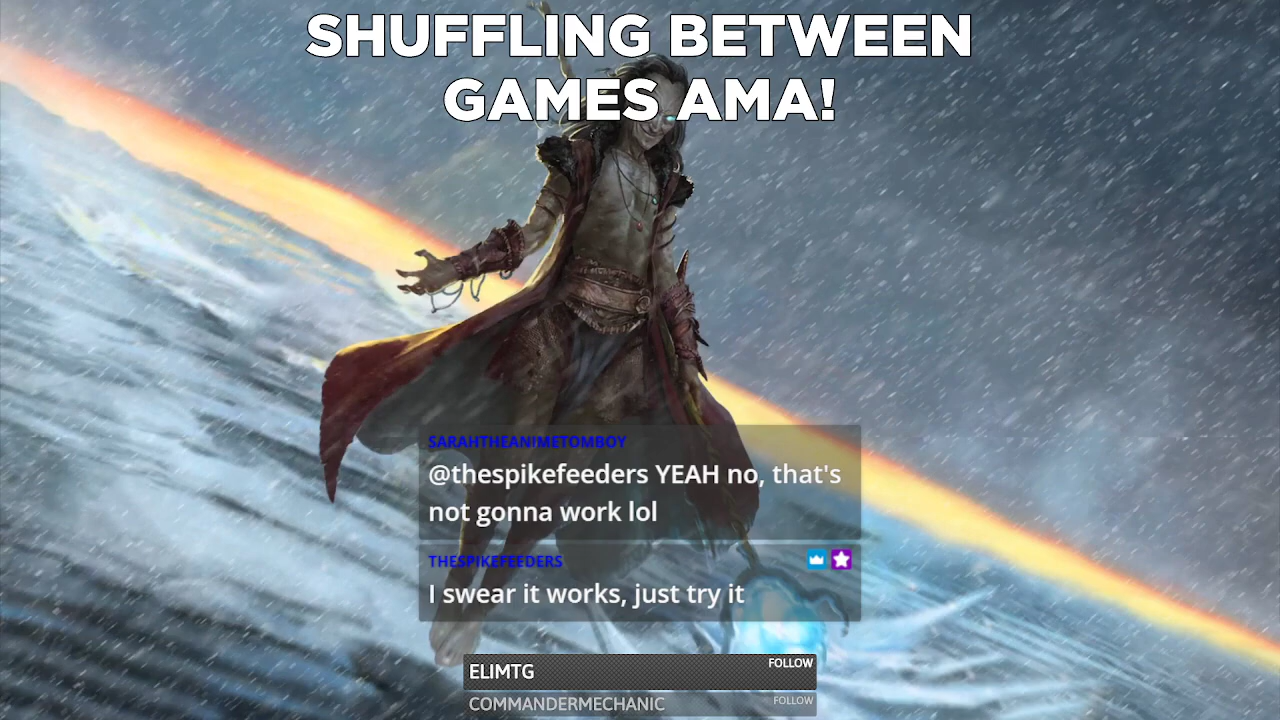 SHUFFLING BETWEEN
GAMES AMA!
SARAHTHEANIMETOMBOY
@thespikefeeders YEAH no, that's
not gonna work lol
THESPIKEFEEDERS
I swear it works, just try it
ELIMTG FOLLOW
COMMANDERMECHANIC FOLLOW